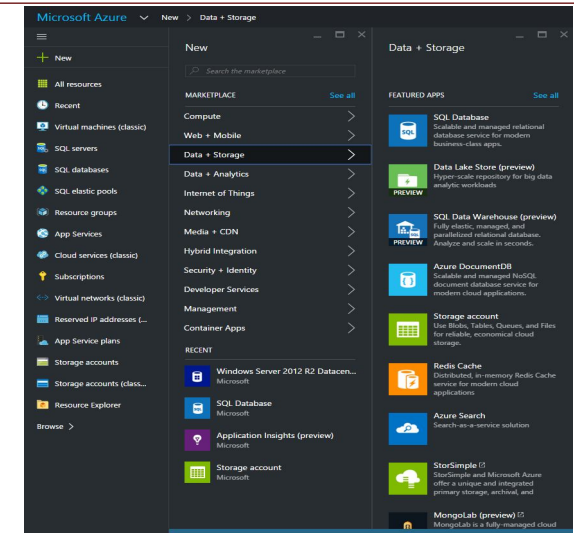 Microsoft Azure New > Data + Storage
New
All resources
Recent
Virtual machines (classic)
SQL servers
SQL databases
SQL elastic pools
Resource groups
App Services
Cloud services (classic)
Subscriptions
Virtual networks (classic)
Reserved IP addresses (...
App Service plans
Storage accounts
Storage accounts (class...
Resource Explorer
Browse >
New
Search the marketplace
MARKETPLACE See all
Compute
Web + Mobile
Data + Storage
Data + Analytics
Internet of Things
Networking
Media + CDN
Hybrid Integration
Security + Identity
Developer Services
Management
Container Apps
RECENT
Windows Server 2012 R2 Datacen...
Microsoft
SQL Database
Microsoft
Application Insights (preview)
Microsoft
Storage account
Microsoft
Data + Storage
FEATURED APPS See all
SQL
SQL Database
Scalable and managed relational
database service for modern
business-class apps.
PREVIEW
Data Lake Store (preview)
Hyper-scale repository for big data
analytic workloads
PREVIEW
SQL Data Warehouse (preview)
Fully elastic, managed, and
parallelized relational database.
Analyze and scale in seconds.
Azure DocumentDB
Scalable and managed NoSQL
document database service for
modern cloud applications.
Storage account
Use Blobs, Tables, Queues, and Files
for reliable, economical cloud
storage.
Redis Cache
Distributed, in-memory Redis Cache
service for modern cloud
applications
Azure Search
Search-as-a-service solution
StorSimple
StorSimple and Microsoft Azure
offer a unique and integrated
primary storage, archival, and
MongoLab (preview)
MongoLab is a fully-managed cloud